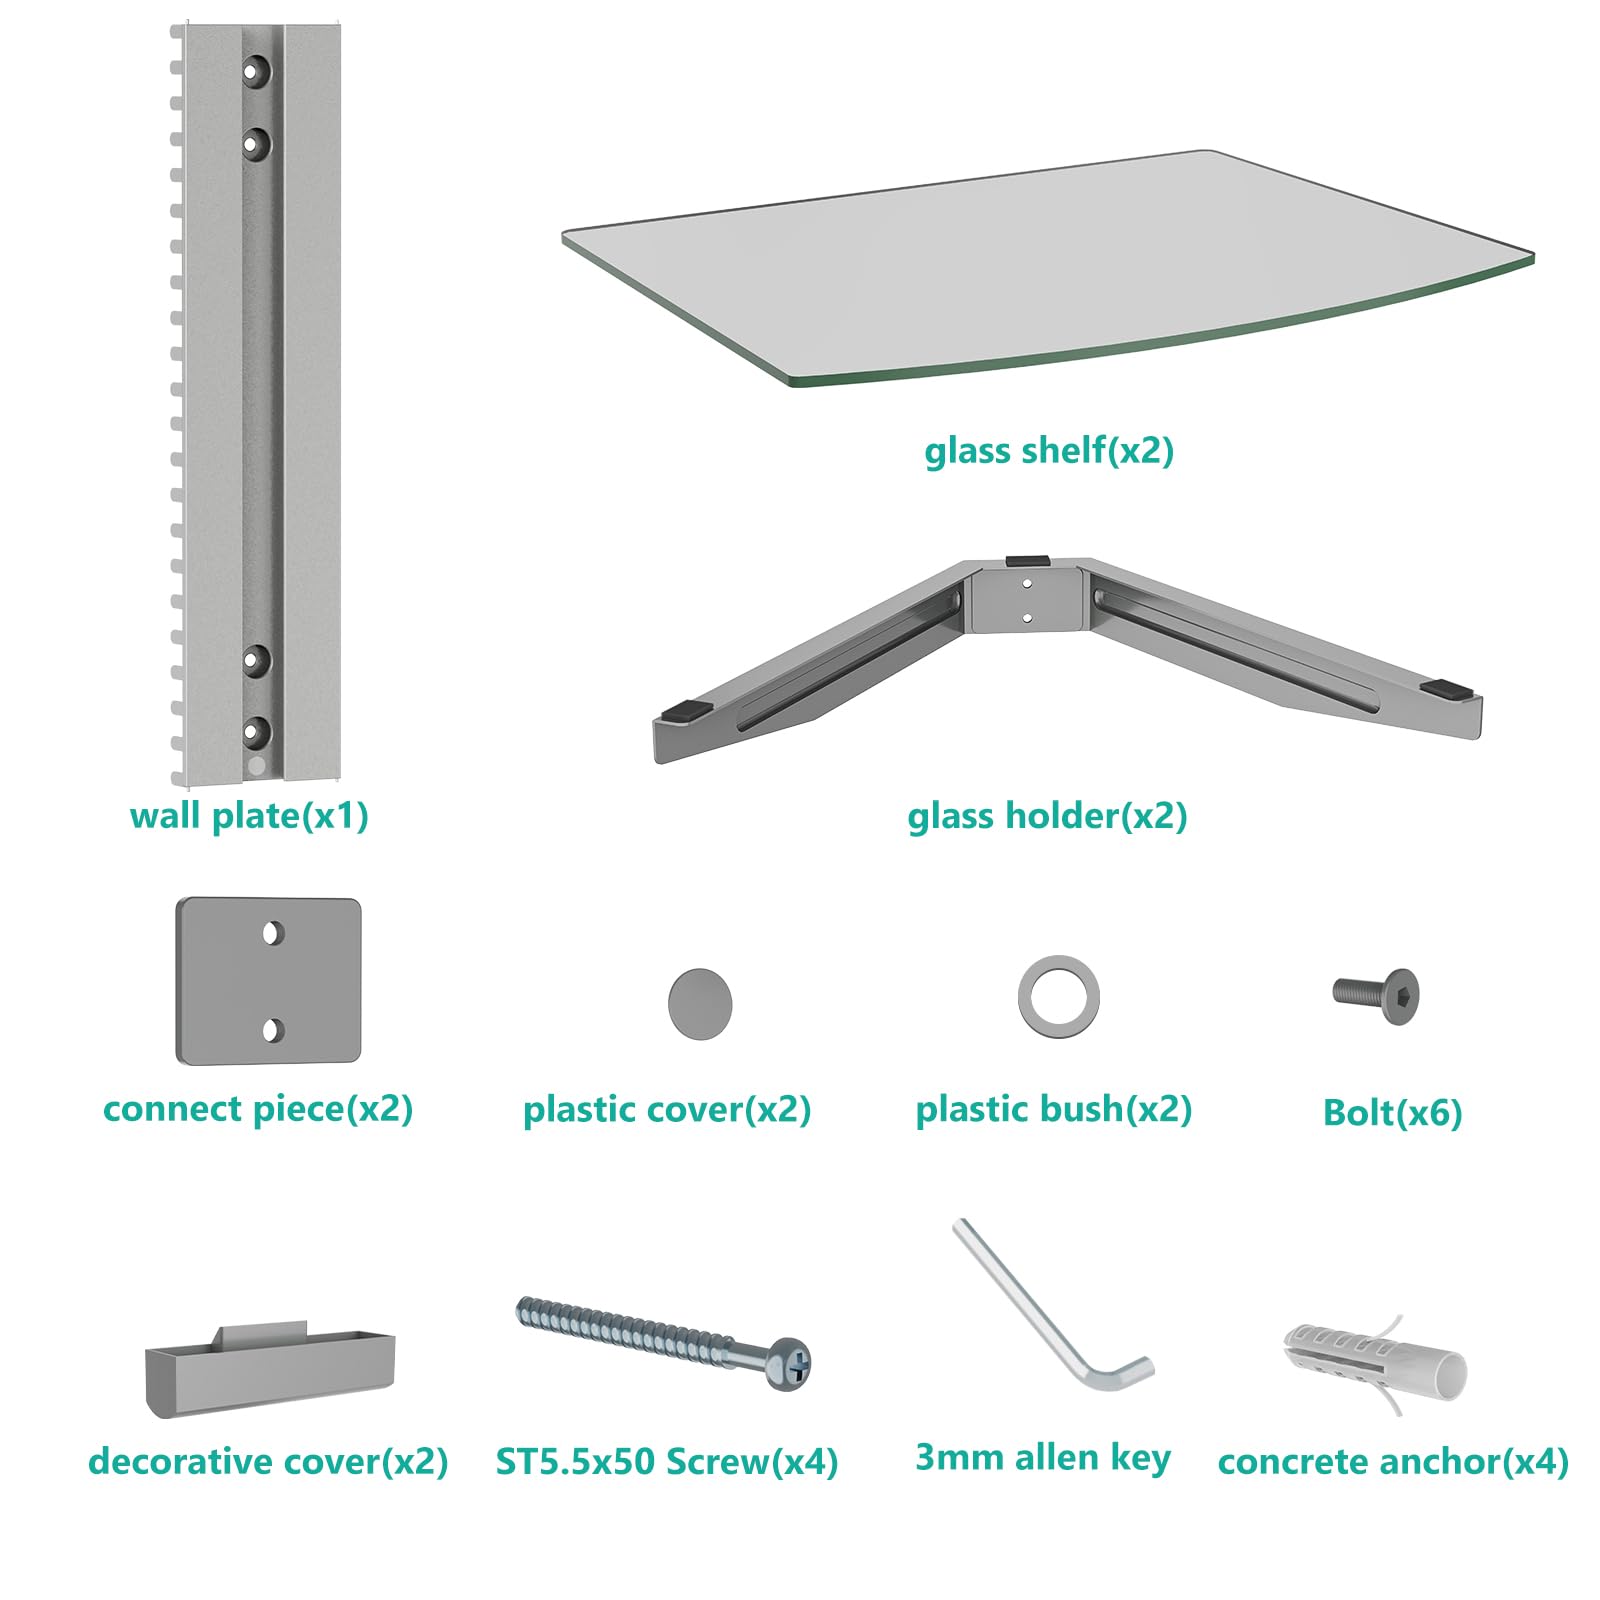 glass shelf(x2)
wall plate(x1)
glass holder(x2)
connect piece(x2)
plastic cover(x2)
plastic bush(x2)
Bolt(x6)
decorative cover(x2)
ST5.5x50 Screw(x4)
3mm allen key
concrete anchor(x4)